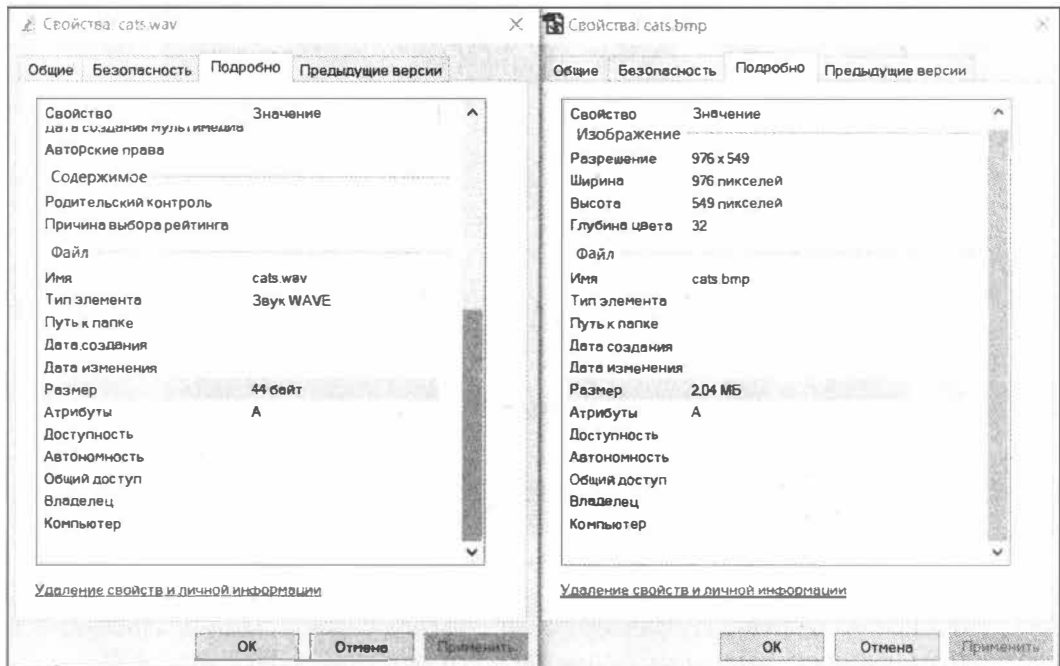 Свойства: cats.wav
Общие Безопасность Подробно Предыдущие версии
Свойство Значение
Дата создания мультимедиа
Авторские права
Содержимое
Родительский контроль
Причина выбора рейтинга
Файл
Имя cats.wav
Тип элемента Звук WAVE
Путь к папке
Дата создания
Дата изменения
Размер 44 байт
Атрибуты A
Доступность
Автономность
Общий доступ
Владелец
Компьютер
Удаление свойств и личной информации
ОК Отмена Применить
Свойства: cats.bmp
Общие Безопасность Подробно Предыдущие версии
Свойство Значение
Изображение
Разрешение 976 x 549
Ширина 976 пикселей
Высота 549 пикселей
Глубина цвета 32
Файл
Имя cats.bmp
Тип элемента
Путь к папке
Дата создания
Дата изменения
Размер 2.04 МБ
Атрибуты A
Доступность
Автономность
Общий доступ
Владелец
Компьютер
Удаление свойств и личной информации
ОК Отмена Применить